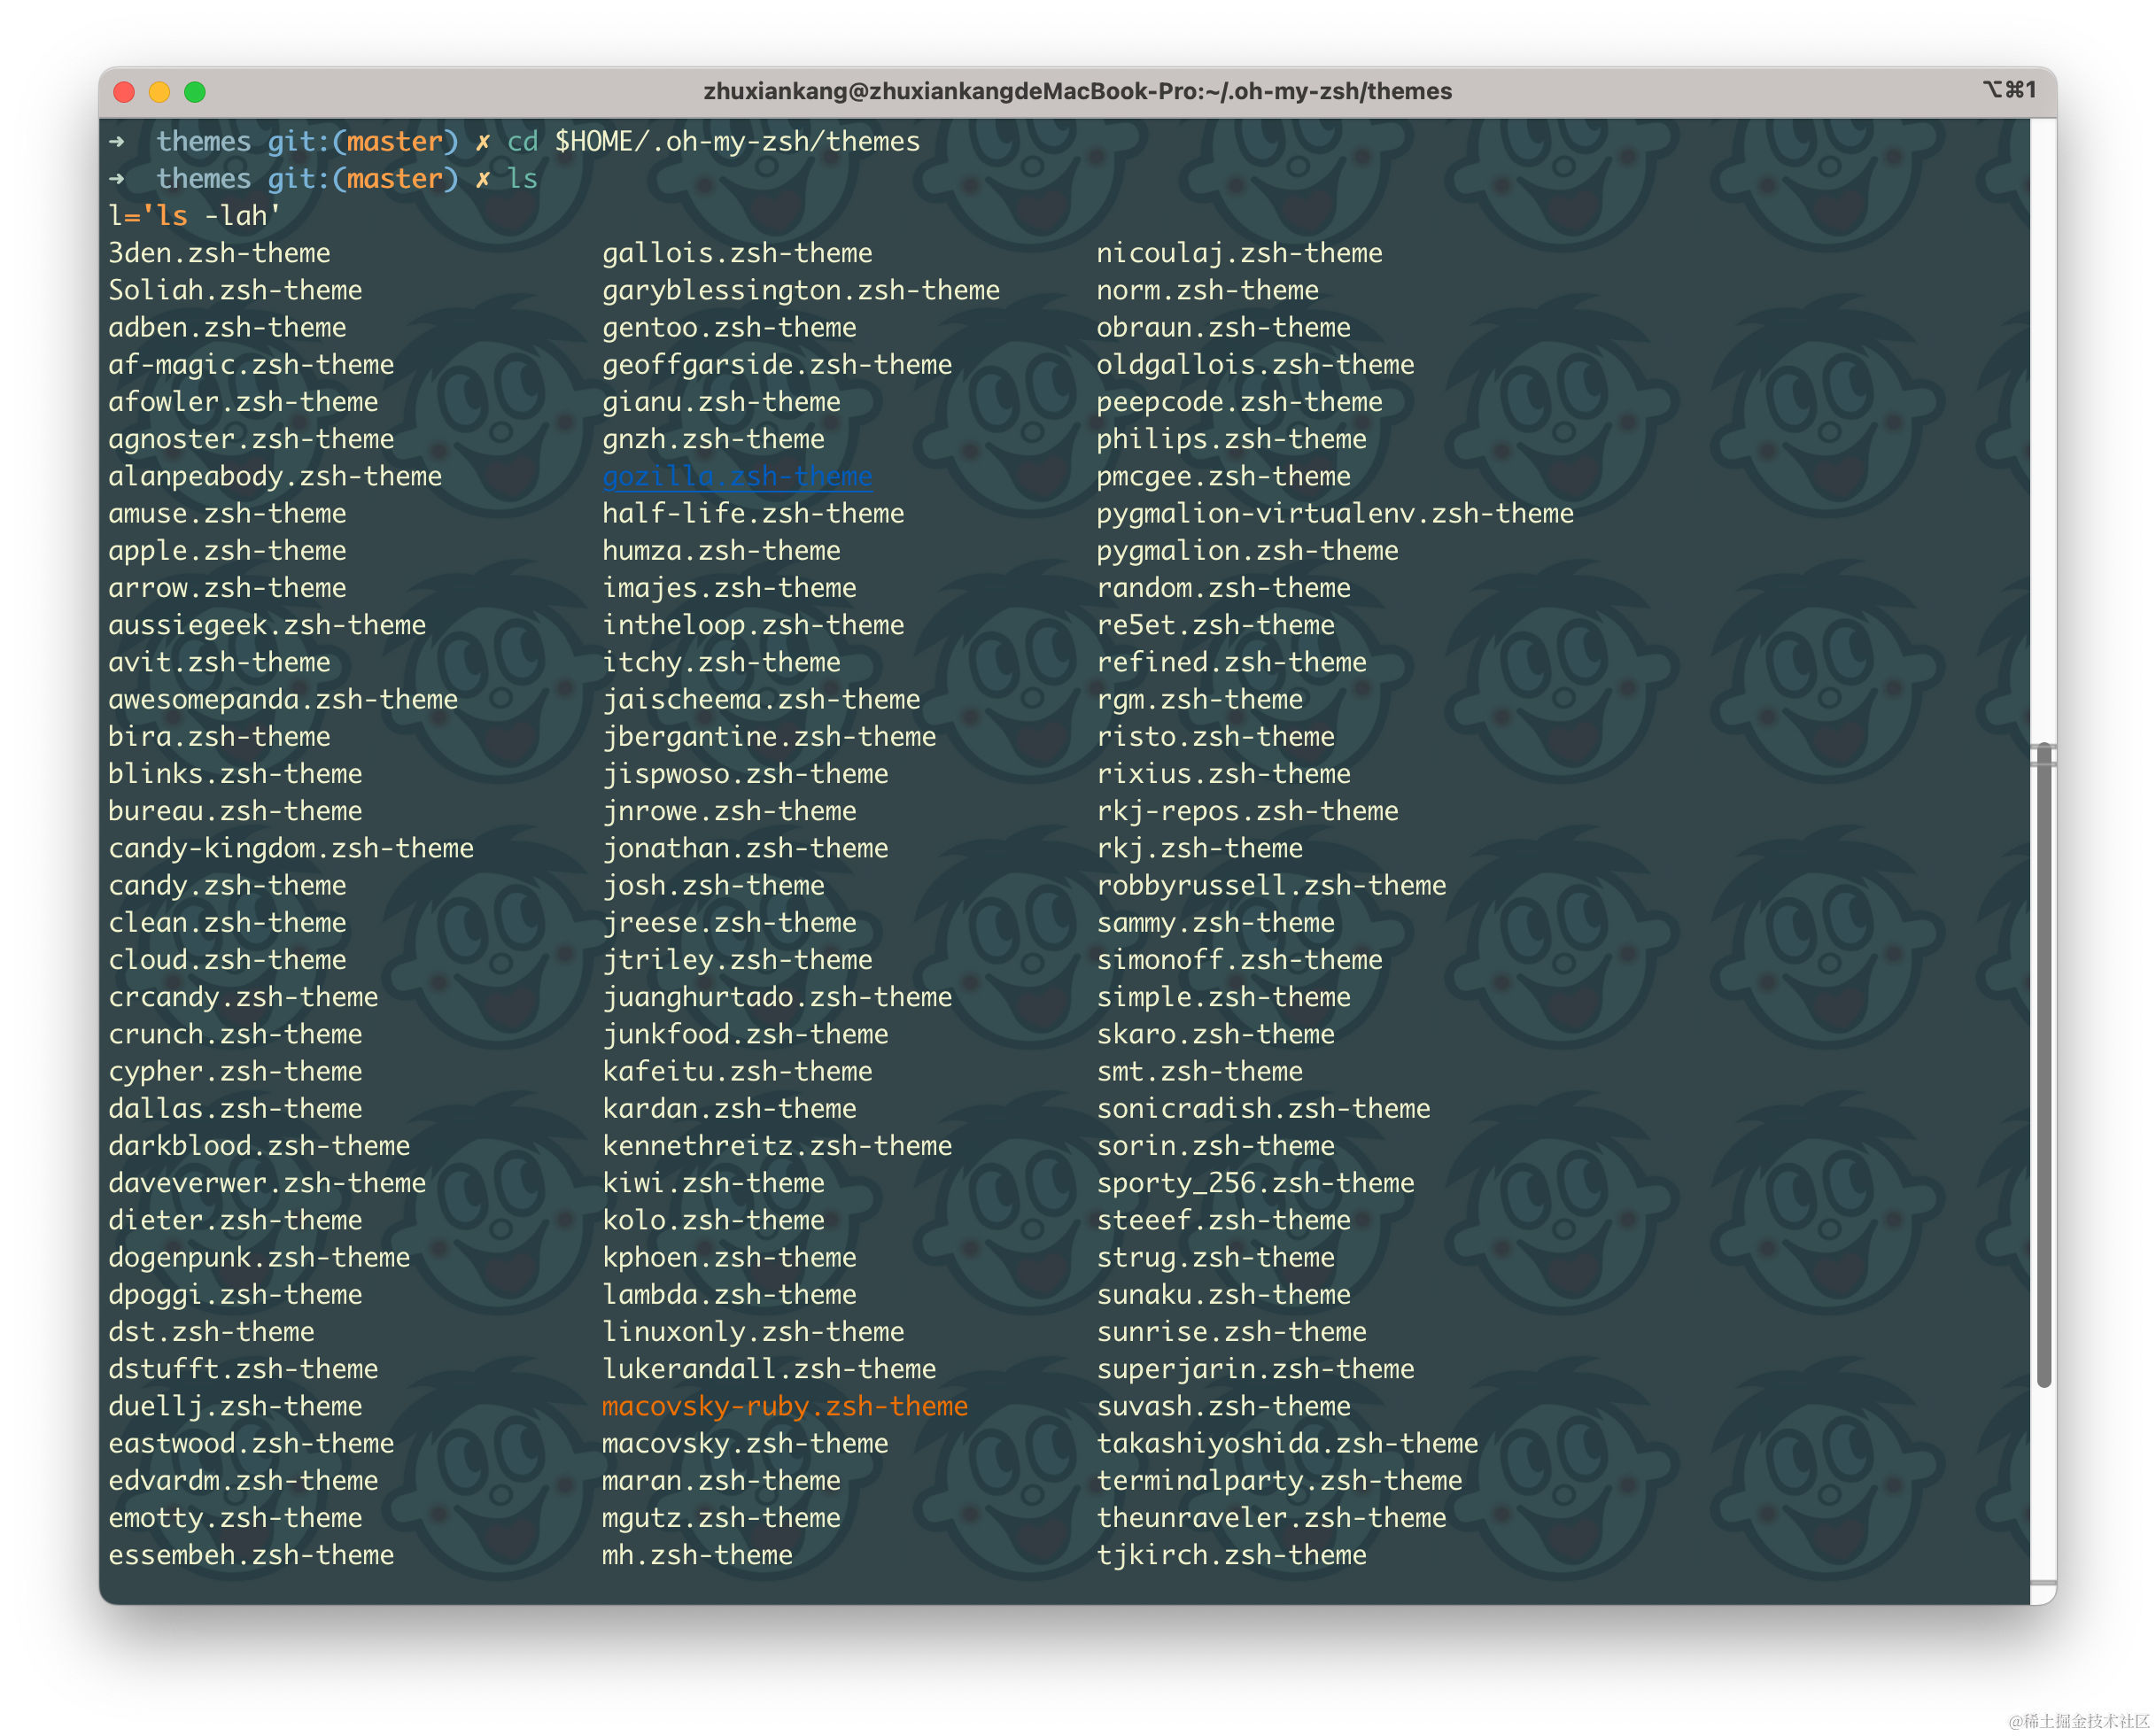 zhuxiankang@zhuxiankangdeMacBook-Pro:~/.oh-my-zsh/themes ⌥⌘1
➜  themes git:(master) ✗ cd $HOME/.oh-my-zsh/themes
➜  themes git:(master) ✗ ls
l='ls -lah'
3den.zsh-theme gallois.zsh-theme nicoulaj.zsh-theme
Soliah.zsh-theme garyblessington.zsh-theme norm.zsh-theme
adben.zsh-theme gentoo.zsh-theme obraun.zsh-theme
af-magic.zsh-theme geoffgarside.zsh-theme oldgallois.zsh-theme
afowler.zsh-theme gianu.zsh-theme peepcode.zsh-theme
agnoster.zsh-theme gnzh.zsh-theme philips.zsh-theme
alanpeabody.zsh-theme gozilla.zsh-theme pmcgee.zsh-theme
amuse.zsh-theme half-life.zsh-theme pygmalion-virtualenv.zsh-theme
apple.zsh-theme humza.zsh-theme pygmalion.zsh-theme
arrow.zsh-theme imajes.zsh-theme random.zsh-theme
aussiegeek.zsh-theme intheloop.zsh-theme re5et.zsh-theme
avit.zsh-theme itchy.zsh-theme refined.zsh-theme
awesomepanda.zsh-theme jaischeema.zsh-theme rgm.zsh-theme
bira.zsh-theme jbergantine.zsh-theme risto.zsh-theme
blinks.zsh-theme jispwoso.zsh-theme rixius.zsh-theme
bureau.zsh-theme jnrowe.zsh-theme rkj-repos.zsh-theme
candy-kingdom.zsh-theme jonathan.zsh-theme rkj.zsh-theme
candy.zsh-theme josh.zsh-theme robbyrussell.zsh-theme
clean.zsh-theme jreese.zsh-theme sammy.zsh-theme
cloud.zsh-theme jtriley.zsh-theme simonoff.zsh-theme
crcandy.zsh-theme juanghurtado.zsh-theme simple.zsh-theme
crunch.zsh-theme junkfood.zsh-theme skaro.zsh-theme
cypher.zsh-theme kafeitu.zsh-theme smt.zsh-theme
dallas.zsh-theme kardan.zsh-theme sonicradish.zsh-theme
darkblood.zsh-theme kennethreitz.zsh-theme sorin.zsh-theme
daveverwer.zsh-theme kiwi.zsh-theme sporty_256.zsh-theme
dieter.zsh-theme kolo.zsh-theme steeef.zsh-theme
dogenpunk.zsh-theme kphoen.zsh-theme strug.zsh-theme
dpoggi.zsh-theme lambda.zsh-theme sunaku.zsh-theme
dst.zsh-theme linuxonly.zsh-theme sunrise.zsh-theme
dstufft.zsh-theme lukerandall.zsh-theme superjarin.zsh-theme
duellj.zsh-theme macovsky-ruby.zsh-theme suvash.zsh-theme
eastwood.zsh-theme macovsky.zsh-theme takashiyoshida.zsh-theme
edvardm.zsh-theme maran.zsh-theme terminalparty.zsh-theme
emotty.zsh-theme mgutz.zsh-theme theunraveler.zsh-theme
essembeh.zsh-theme mh.zsh-theme tjkirch.zsh-theme
@稀土掘金技术社区